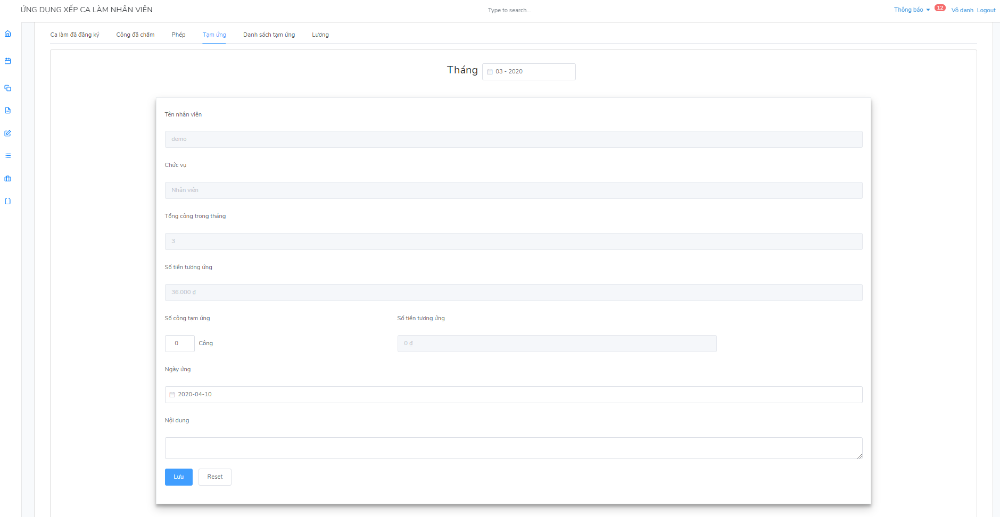 ỨNG DỤNG XẾP CA LÀM NHÂN VIÊN
Type to search...
Thông báo 12 Vô danh Logout
Ca làm đã đăng ký Công đã chấm Phép Tạm ứng Danh sách tạm ứng Lương
Tháng 03 - 2020
Tên nhân viên
demo
Chức vụ
Nhân viên
Tổng công trong tháng
3
Số tiền tương ứng
36.000 ₫
Số công tạm ứng Số tiền tương ứng
0 Công 0 ₫
Ngày ứng
2020-04-10
Nội dung
Lưu Reset